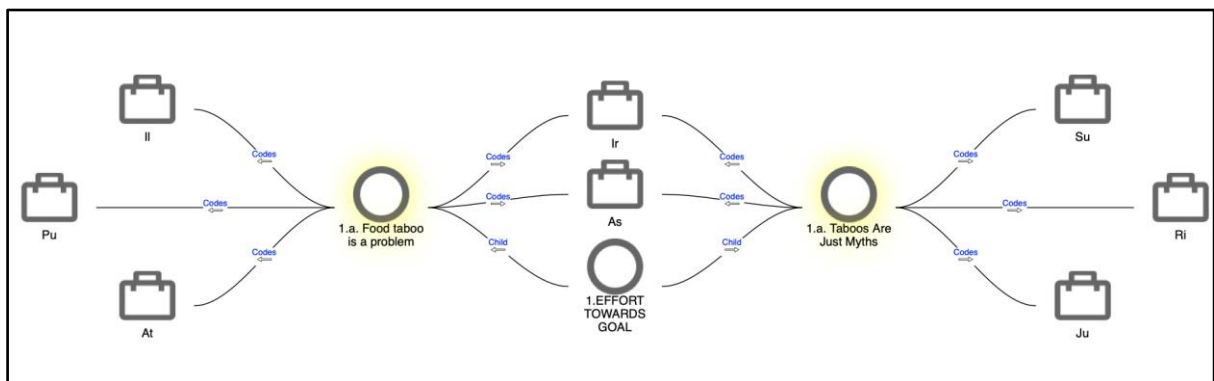 Il
Codes
Pu
Codes
At
Codes
1.a. Food taboo
is a problem
Codes
Codes
Child
Ir
As
1.EFFORT
TOWARDS
GOAL
Codes
Codes
Child
1.a. Taboos Are
Just Myths
Codes
Codes
Codes
Su
Ri
Ju